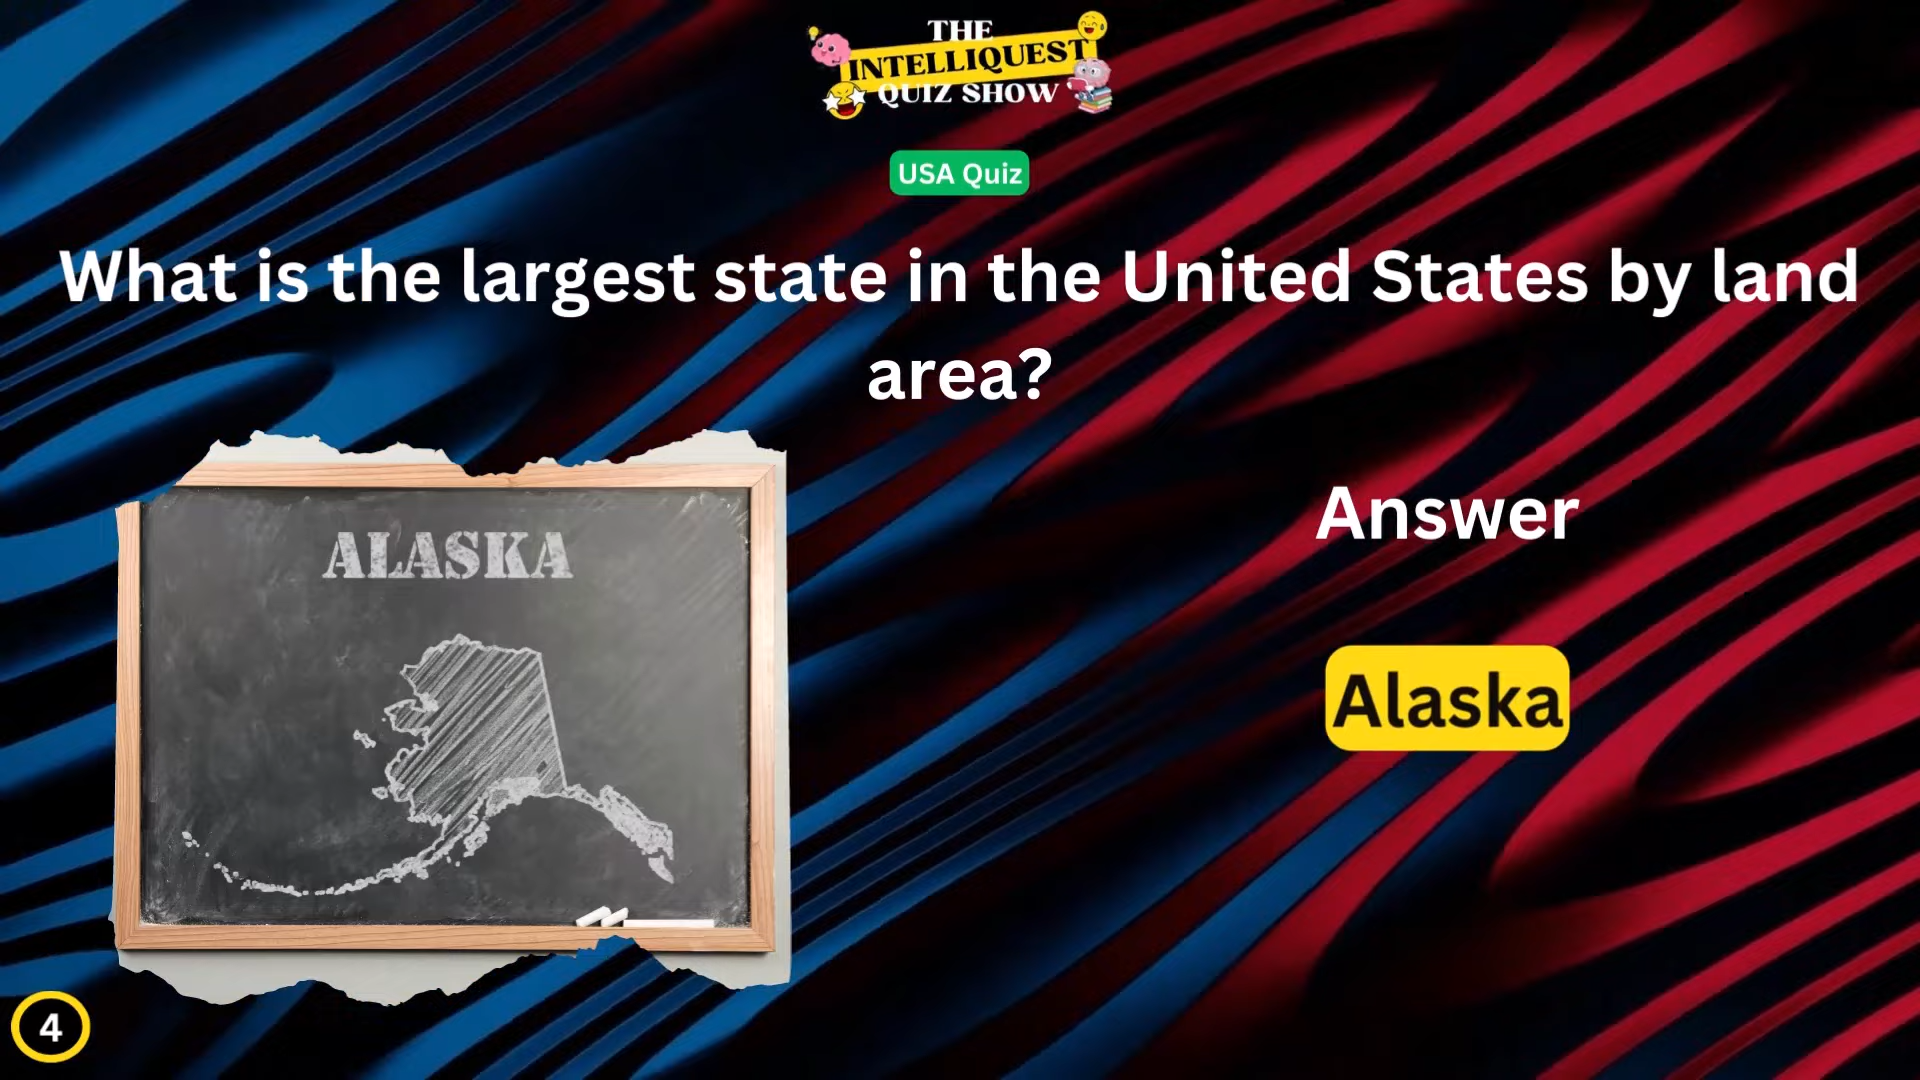 THE
INTELLIQUEST
QUIZ SHOW
USA Quiz
What is the largest state in the United States by land
area?
ALASKA
Answer
Alaska
4